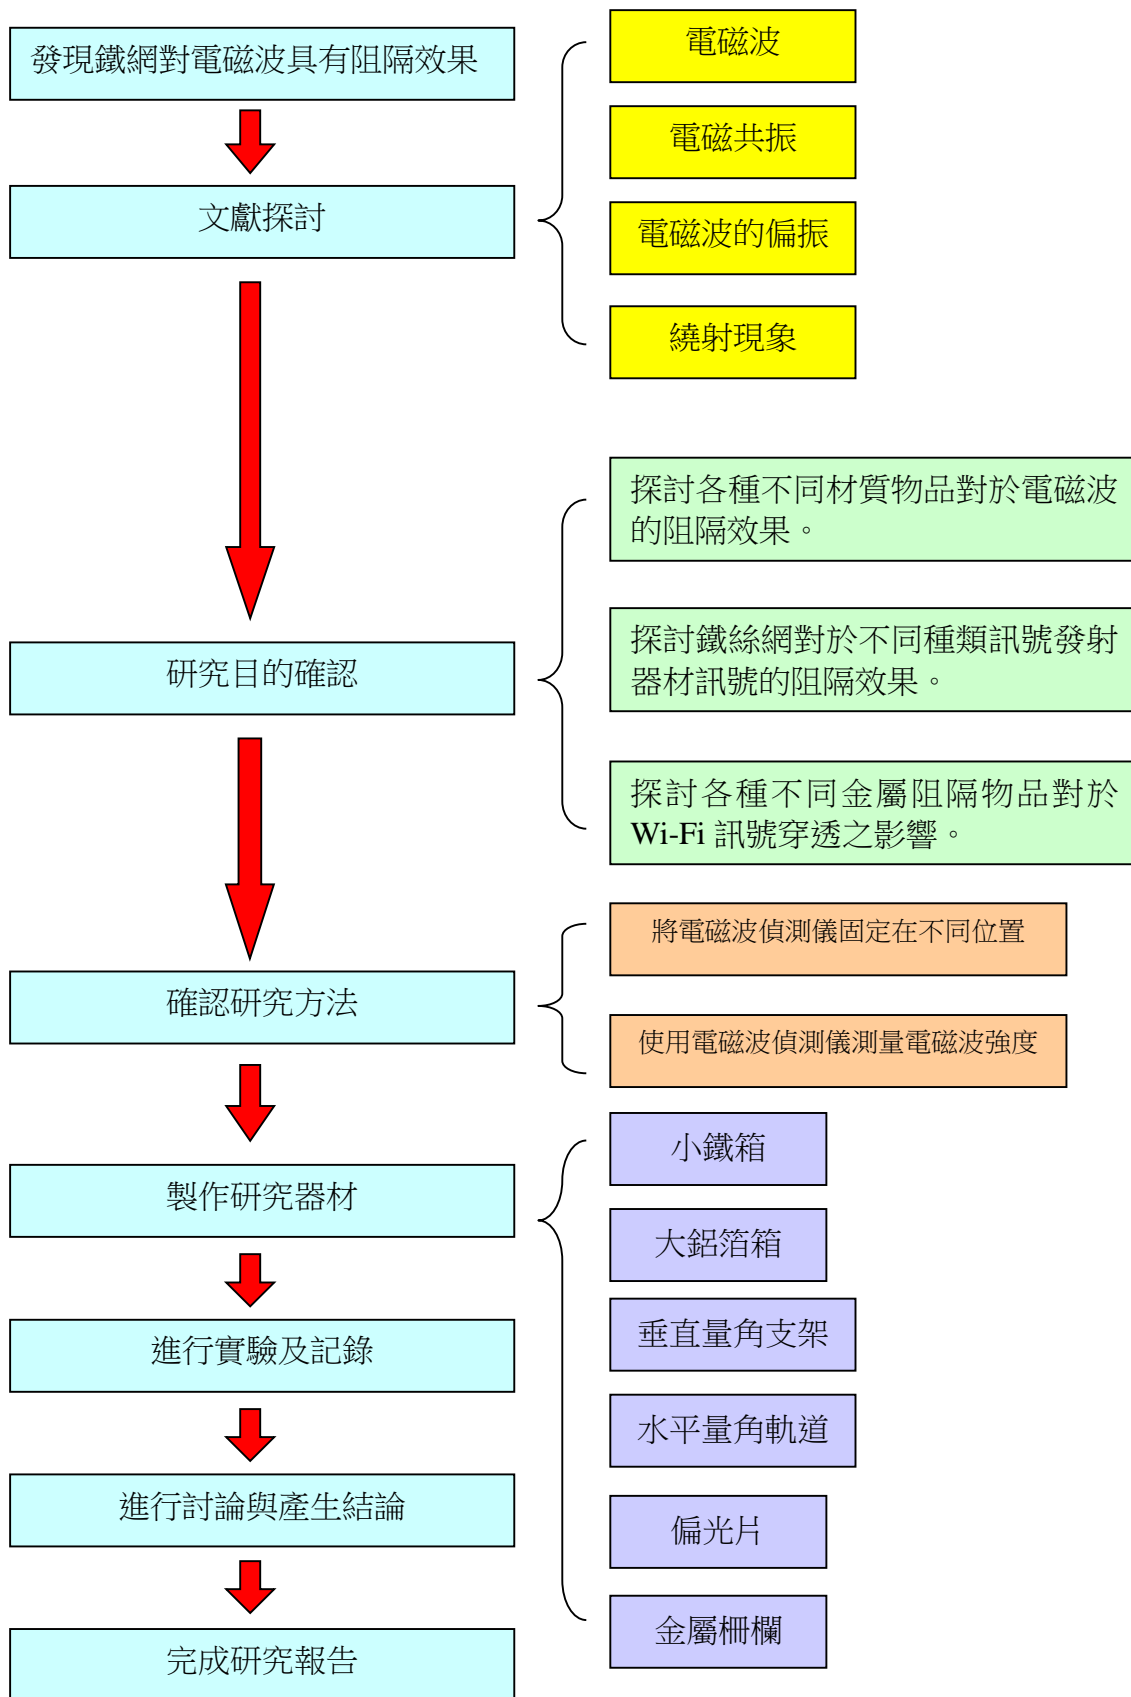 發現鐵網對電磁波具有阻隔效果
文獻探討
電磁波
電磁共振
電磁波的偏振
繞射現象
研究目的確認
探討各種不同材質物品對於電磁波
的阻隔效果。
探討鐵絲網對於不同種類訊號發射
器材訊號的阻隔效果。
探討各種不同金屬阻隔物品對於
Wi-Fi 訊號穿透之影響。
確認研究方法
將電磁波偵測儀固定在不同位置
使用電磁波偵測儀測量電磁波強度
製作研究器材
小鐵箱
大鋁箔箱
垂直量角支架
水平量角軌道
偏光片
金屬柵欄
進行實驗及記錄
進行討論與產生結論
完成研究報告